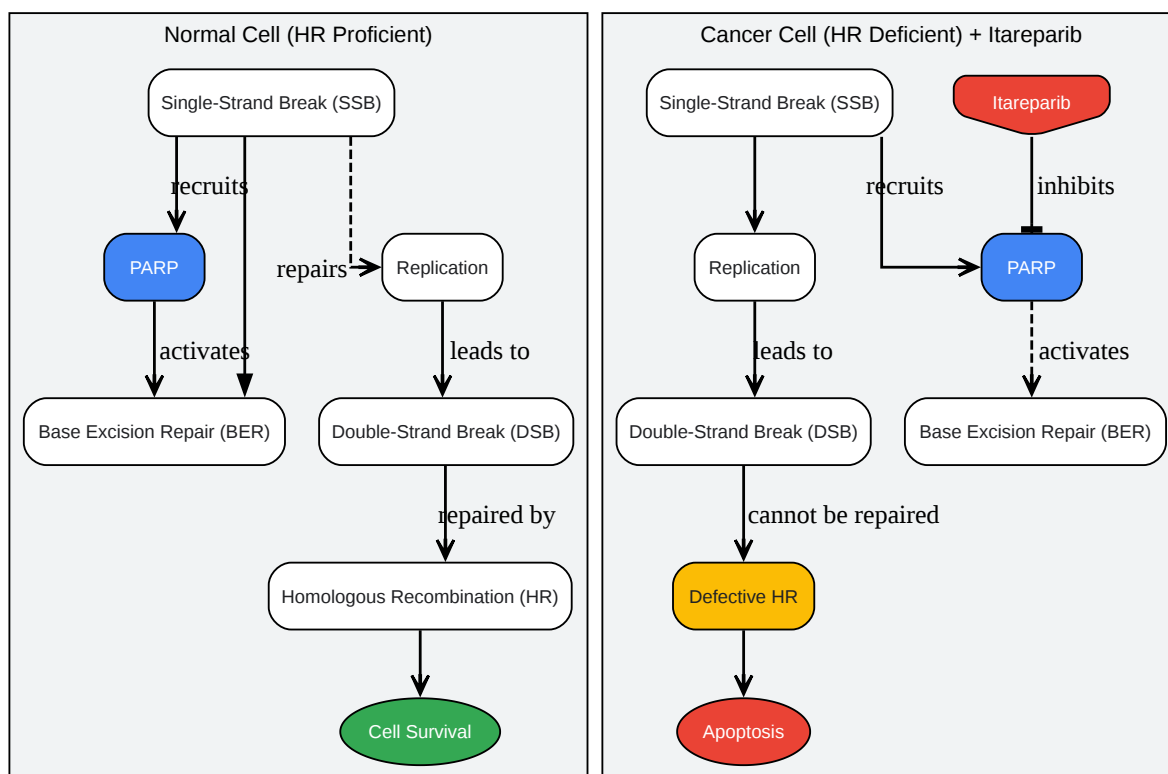 Normal Cell (HR Proficient)
Single-Strand Break (SSB)
recruits
PARP
repairs
Replication
activates
leads to
Base Excision Repair (BER)
Double-Strand Break (DSB)
repaired by
Homologous Recombination (HR)
Cell Survival
Cancer Cell (HR Deficient) + Itareparib
Single-Strand Break (SSB)
Itareparib
recruits
inhibits
Replication
PARP
leads to
activates
Double-Strand Break (DSB)
Base Excision Repair (BER)
cannot be repaired
Defective HR
Apoptosis